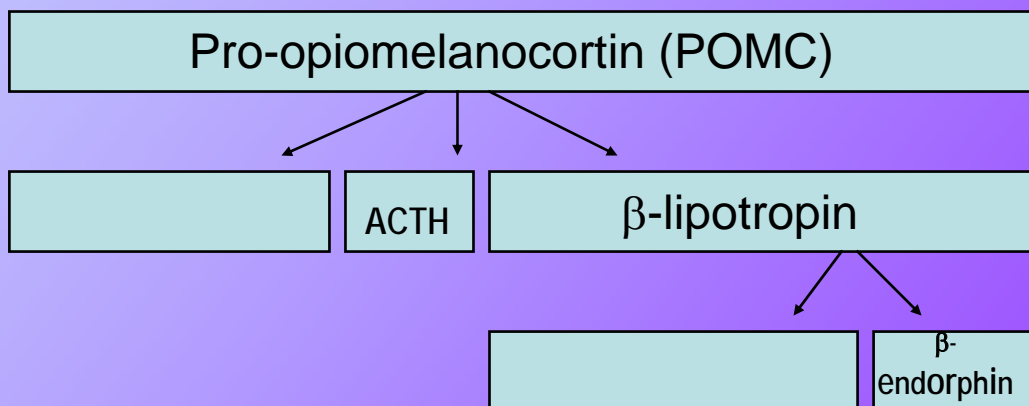 Pro-opiomelanocortin (POMC)
ACTH
β-lipotropin
β-
endorphin